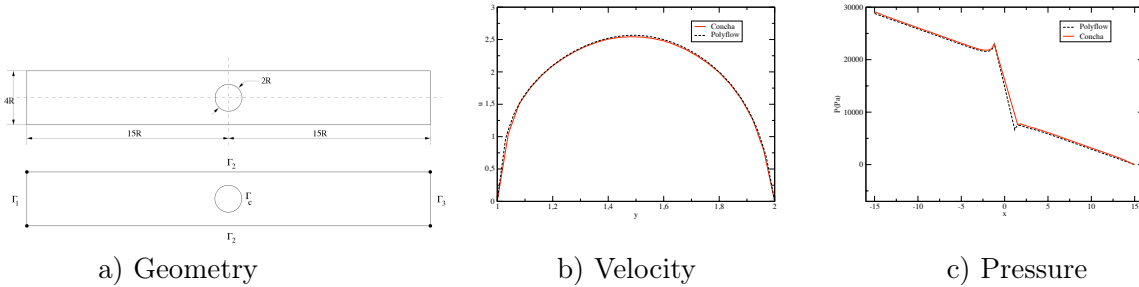 2R
4R
15R
15R
Γ2
Γ1
Γc
Γ3
Γ2
a) Geometry
Concha
Polyflow
3
2.5
2
1.5
1
0.5
0
u
1
1,2
1,4
1,6
1,8
2
y
b) Velocity
Polyflow
Concha
30000
20000
10000
0
P(Pa)
-15
-10
-5
0
5
10
15
x
c) Pressure